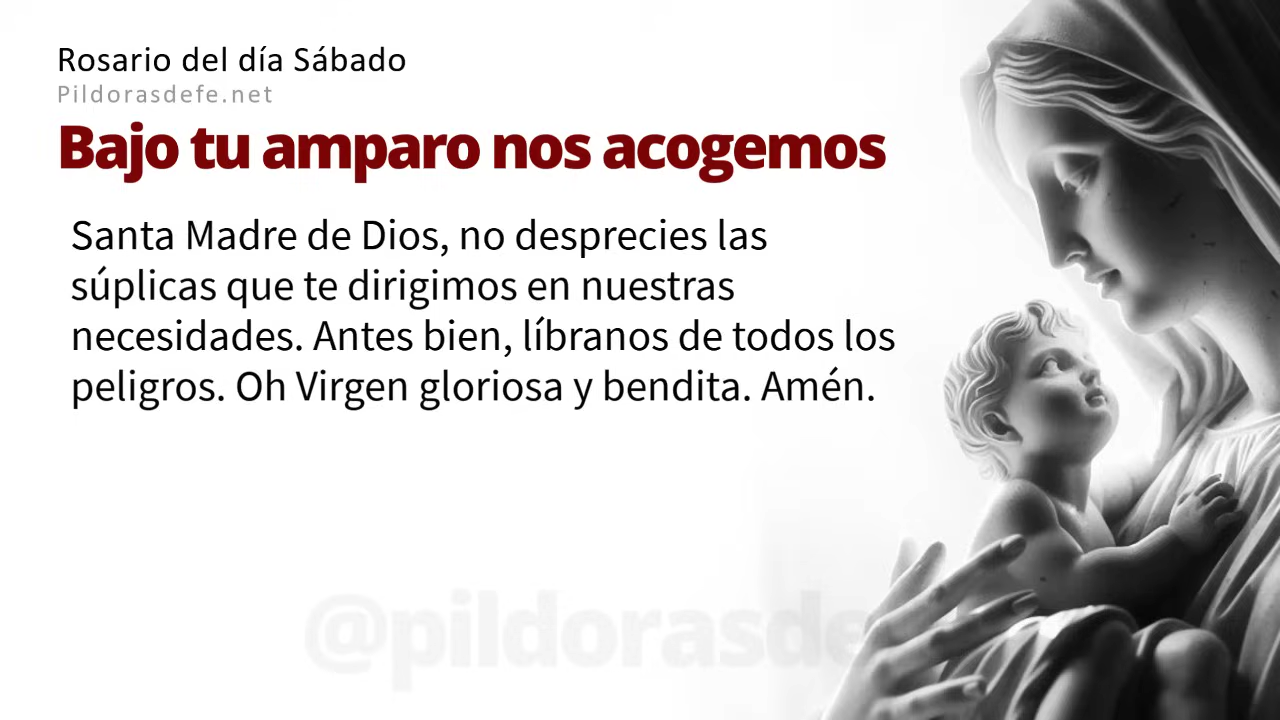 Rosario del día Sábado
Pildorasdefe.net
Bajo tu amparo nos acogemos
Santa Madre de Dios, no desprecies las
súplicas que te dirigimos en nuestras
necesidades. Antes bien, líbranos de todos los
peligros. Oh Virgen gloriosa y bendita. Amén.
@pildorasde